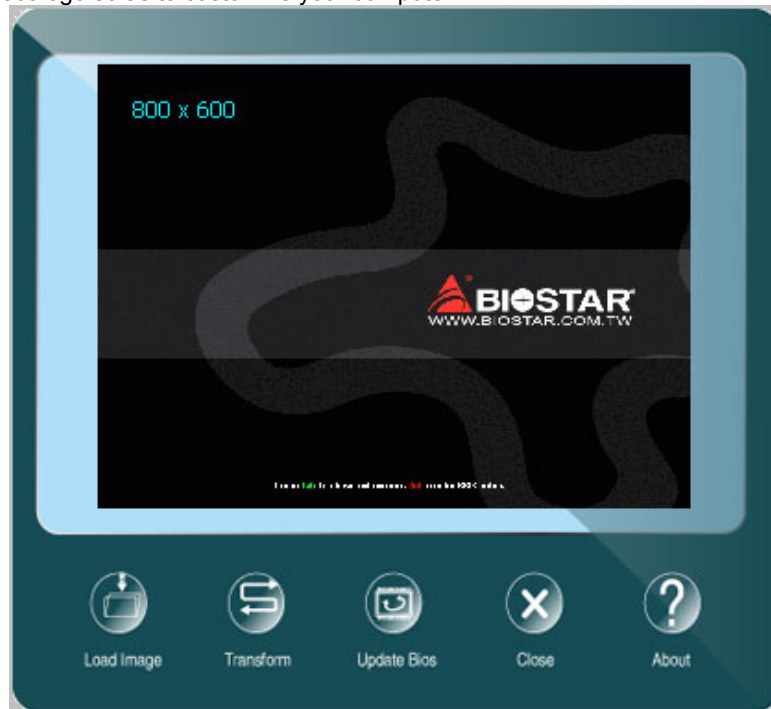 800 x 600
BIOSTAR
WWW.BIOSTAR.COM.TW
Load Image
Transform
Update Bios
Close
About